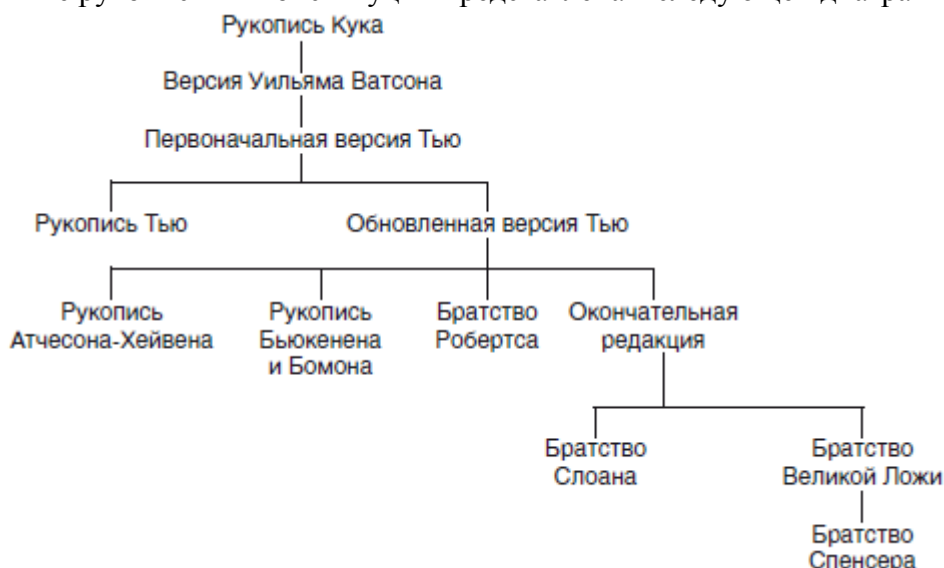 Рукопись Кука
Версия Уильяма Ватсона
Первоначальная версия Тью
Рукопись Тью
Обновленная версия Тью
Рукопись
Атчесона-Хейвена
Рукопись
Бьюкенена
и Бомона
Братство
Робертса
Окончательная
редакция
Братство
Слоана
Братство
Великой Ложи
Братство
Спенсера